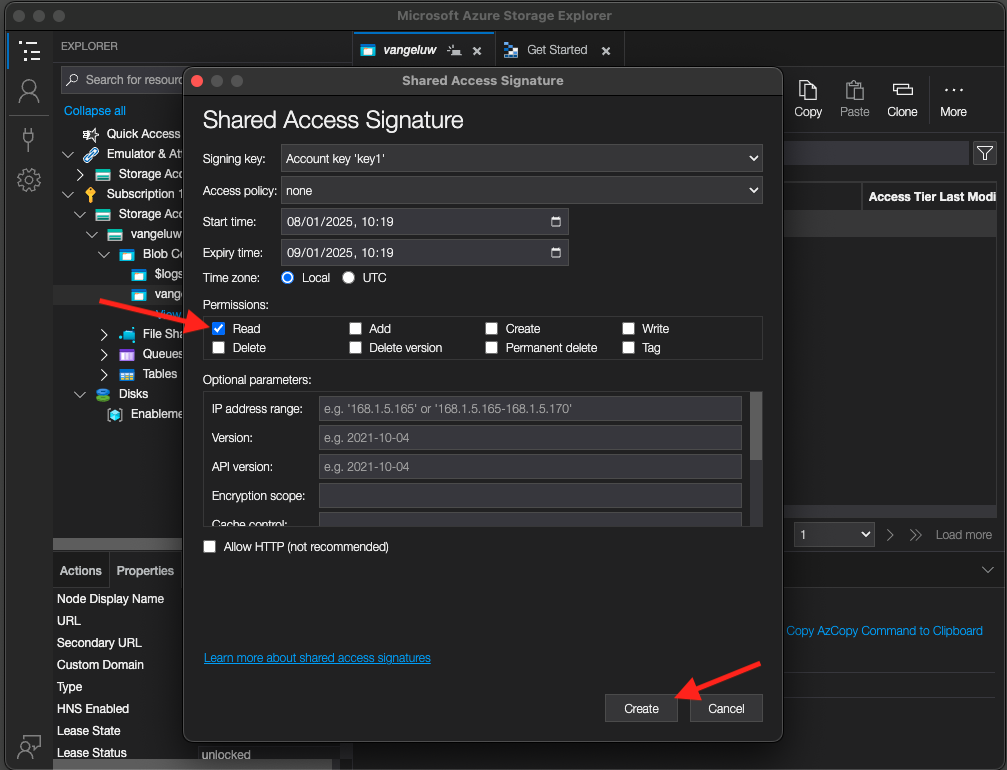 Microsoft Azure Storage Explorer
EXPLORER
vangeluw
Get Started
Search for resour
Collapse all
Quick Access
Emulator & At
Storage Acc
Subscription 1
Storage Acc
vangeluw
Blob Co
$logs
vange
View
File Sha
Queues
Tables
Disks
Enableme
Copy
Paste
Clone
More
Access Tier Last Modi
Shared Access Signature
Shared Access Signature
Signing key: Account key 'key1'
Access policy: none
Start time: 08/01/2025, 10:19
Expiry time: 09/01/2025, 10:19
Time zone: Local UTC
Permissions:
Read Add Create Write
Delete Delete version Permanent delete Tag
Optional parameters:
IP address range: e.g. '168.1.5.165' or '168.1.5.165-168.1.5.170'
Version: e.g. 2021-10-04
API version: e.g. 2021-10-04
Encryption scope:
Cache control:
Allow HTTP (not recommended)
Learn more about shared access signatures
Create Cancel
1 Load more
Copy AzCopy Command to Clipboard
Actions Properties
Node Display Name
URL
Secondary URL
Custom Domain
Type
HNS Enabled
Lease State
Lease Status unlocked